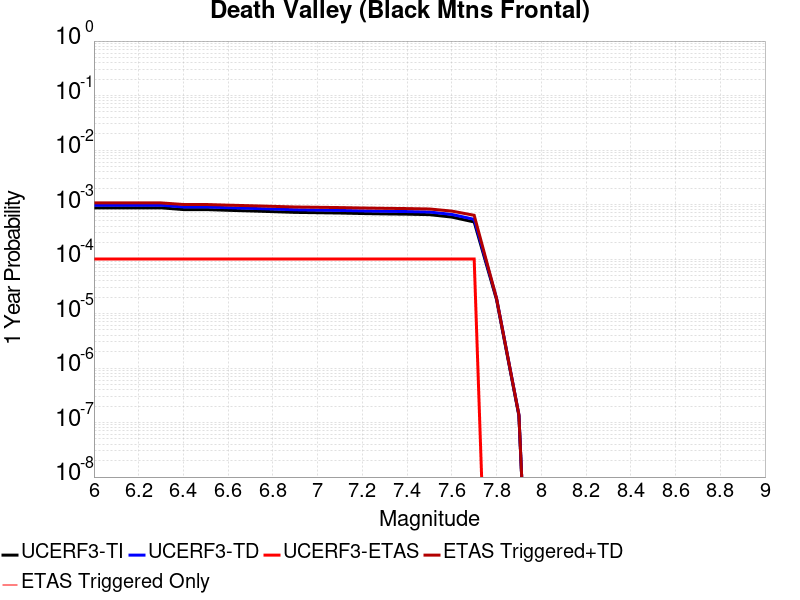 Death Valley (Black Mtns Frontal)
10^0
10^-1
10^-2
10^-3
10^-4
10^-5
10^-6
10^-7
10^-8
1 Year Probability
6 6.2 6.4 6.6 6.8 7 7.2 7.4 7.6 7.8 8 8.2 8.4 8.6 8.8 9
Magnitude
UCERF3-TI UCERF3-TD UCERF3-ETAS ETAS Triggered+TD
ETAS Triggered Only